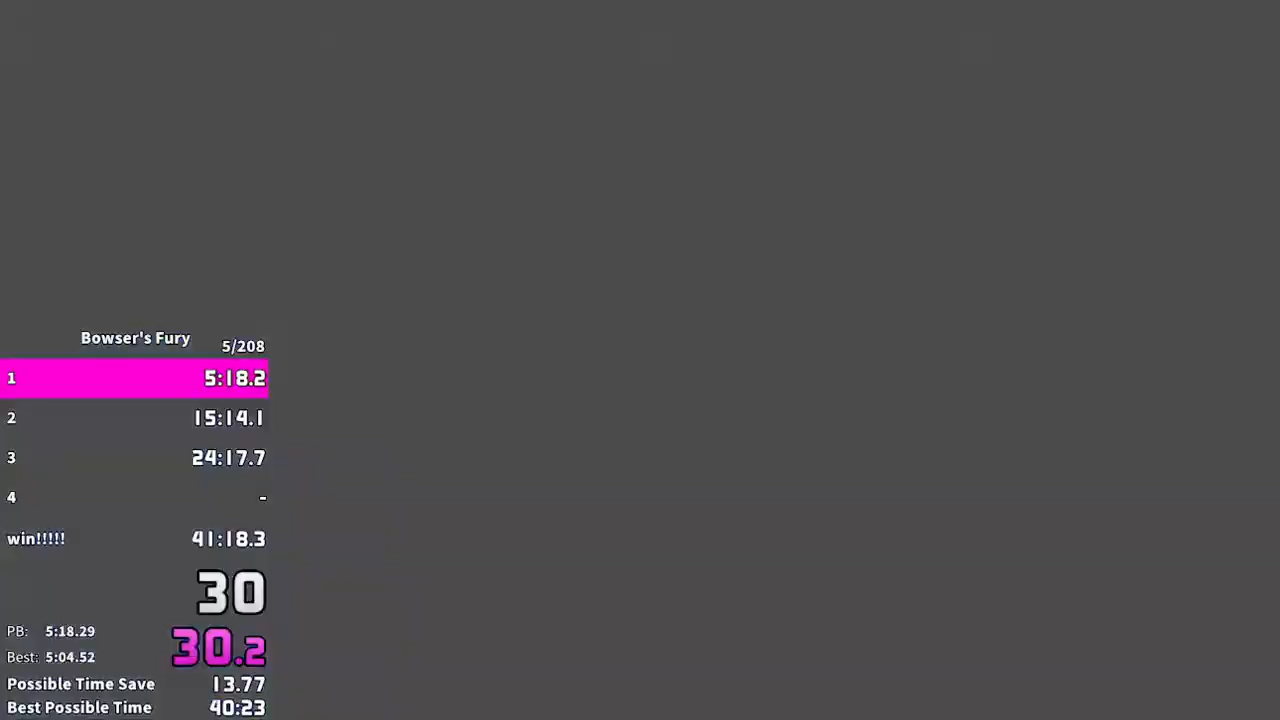 Bowser's Fury
5/208
1 5:18.2
2 15:14.1
3 24:17.7
4 -
win!!!!! 41:18.3
30
PB: 5:18.29
30.2
Best: 5:04.52
Possible Time Save 13.77
Best Possible Time 40:23